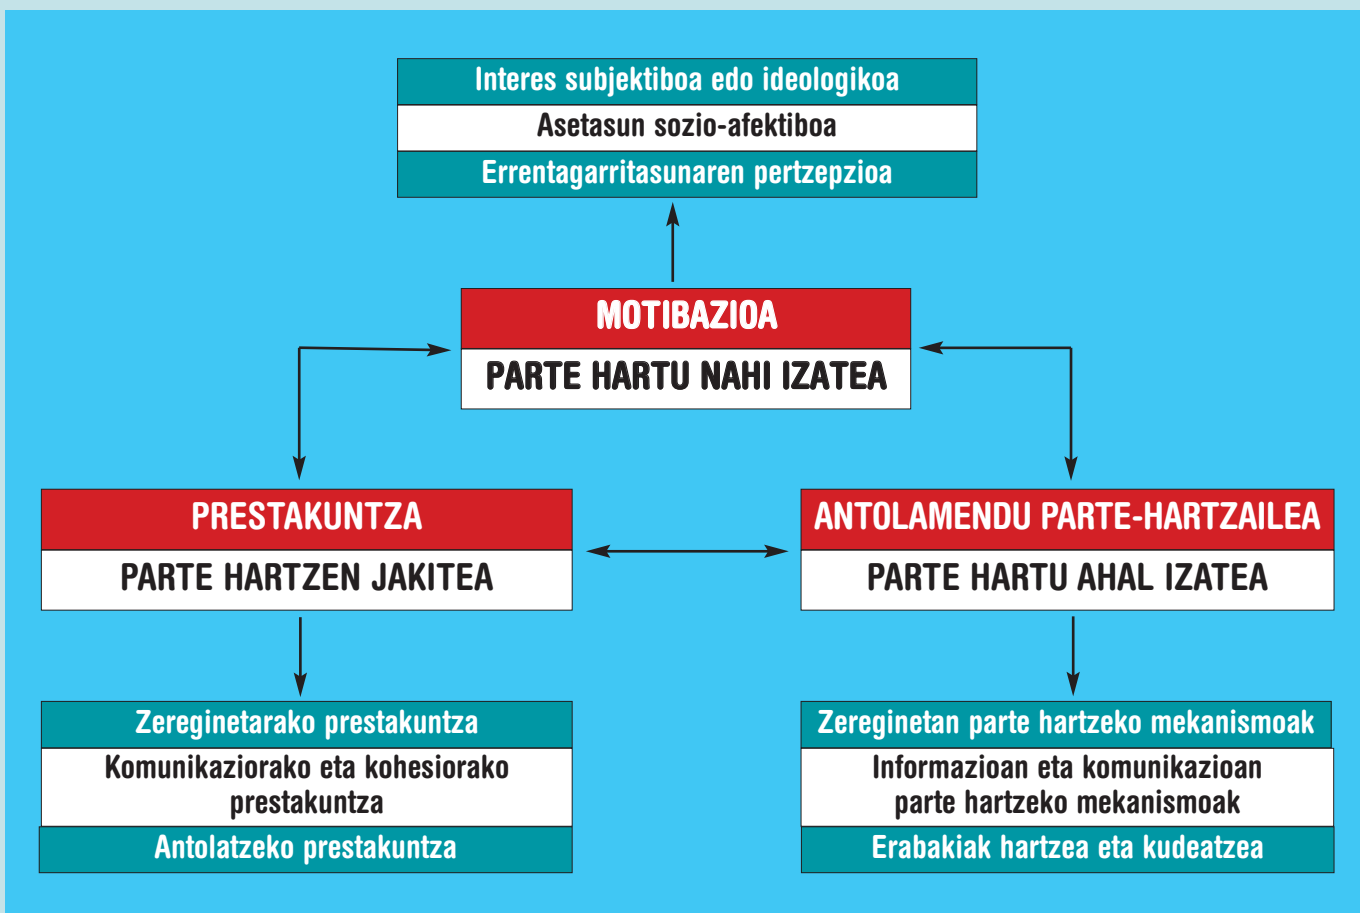 Interes subjektiboa edo ideologikoa
Asetasun sozio-afektiboa
Errentagarritasunaren pertzepzioa
MOTIBAZIOA
PARTE HARTU NAHI IZATEA
PRESTAKUNTZA
PARTE HARTZEN JAKITEA
ANTOLAMENDU PARTE-HARTZAILEA
PARTE HARTU AHAL IZATEA
Zereginetarako prestakuntza
Komunikaziorako eta kohesiorako
prestakuntza
Antolatzeko prestakuntza
Zereginetan parte hartzeko mekanismoak
Informazioan eta komunikazioan
parte hartzeko mekanismoak
Erabakiak hartzea eta kudeatzea